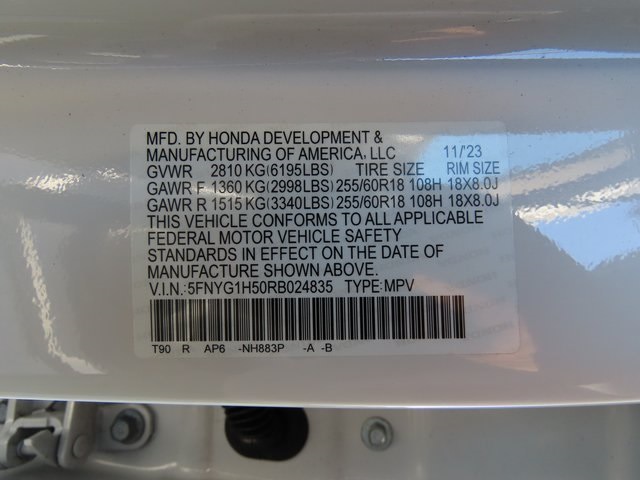 MFD. BY HONDA DEVELOPMENT &
MANUFACTURING OF AMERICA, LLC 11/'23
GVWR 2810 KG(6195LBS) TIRE SIZE RIM SIZE
GAWR F 1360 KG(2998LBS) 255/60R18 108H 18X8.0J
GAWR R 1515 KG(3340LBS) 255/60R18 108H 18X8.0J
THIS VEHICLE CONFORMS TO ALL APPLICABLE
FEDERAL MOTOR VEHICLE SAFETY
STANDARDS IN EFFECT ON THE DATE OF
MANUFACTURE SHOWN ABOVE.
V.I.N.:5FNYG1H50RB024835 TYPE:MPV
T90 R AP6 -NH883P -A -B